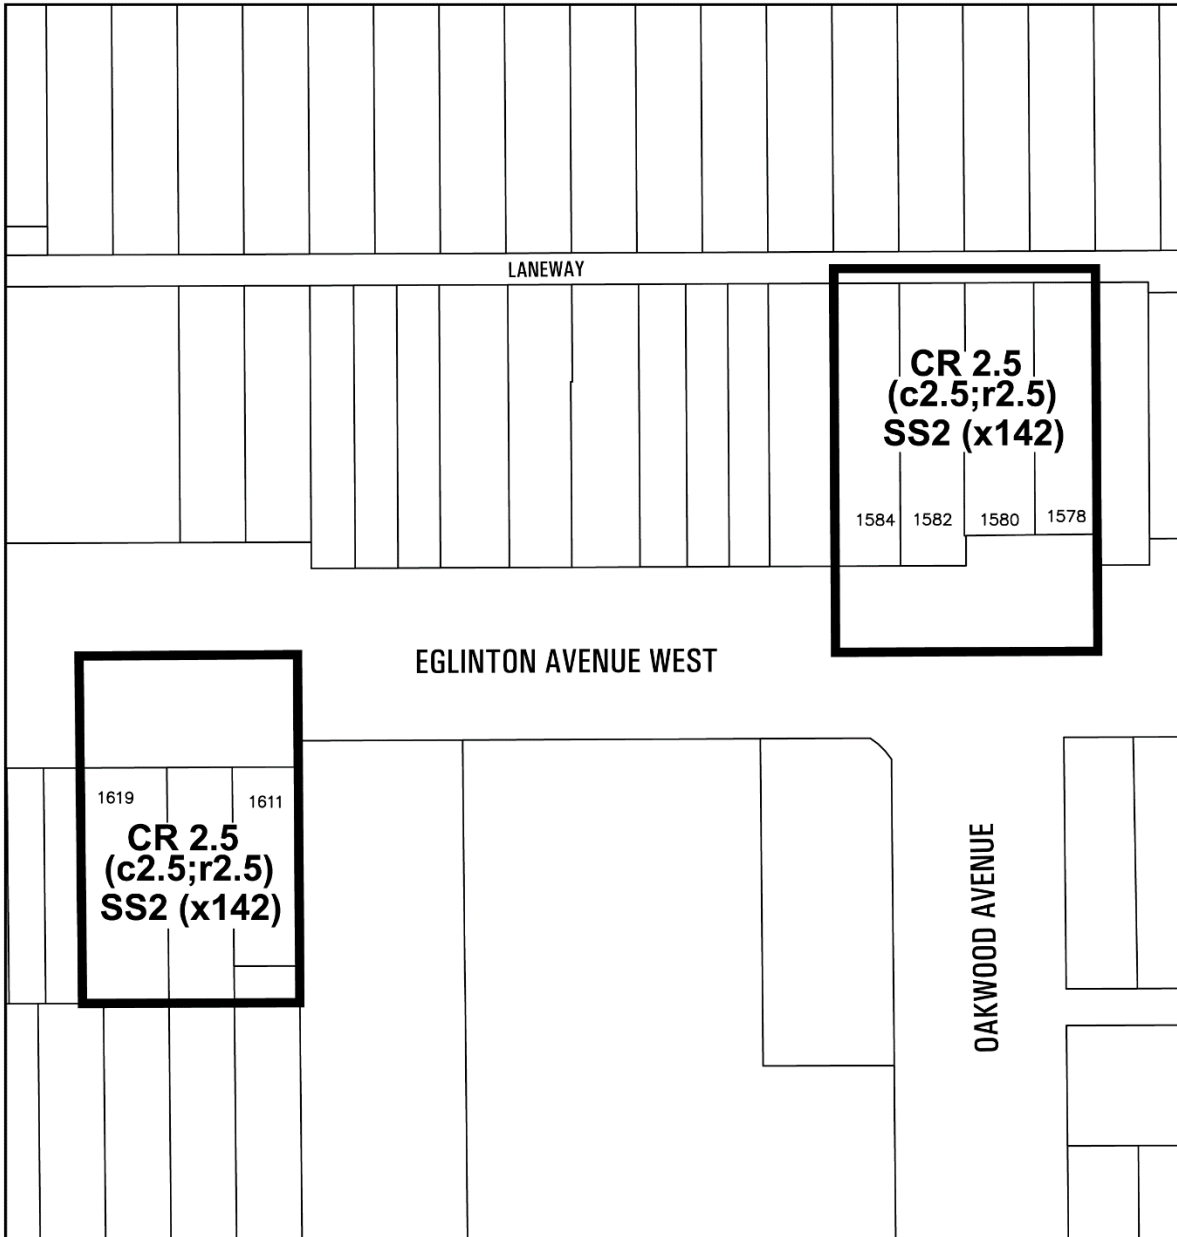 LANEWAY
CR 2.5
(c2.5;r2.5)
SS2 (x142)
1584 1582 1580 1578
EGLINTON AVENUE WEST
1619 1611
CR 2.5
(c2.5;r2.5)
SS2 (x142)
OAKWOOD AVENUE